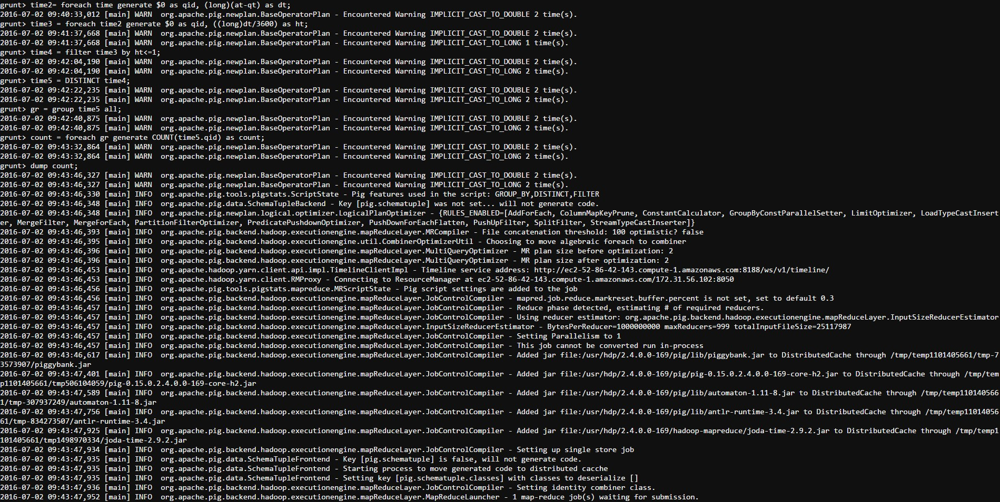 grunt> time2= foreach time generate $0 as qid, (long)(at-qt) as dt;
2016-07-02 09:40:33,012 [main] WARN  org.apache.pig.newplan.BaseOperatorPlan - Encountered Warning IMPLICIT_CAST_TO_DOUBLE 2 time(s).
grunt> time3 = foreach time2 generate $0 as qid, ((long)dt/3600) as ht;
2016-07-02 09:41:37,668 [main] WARN  org.apache.pig.newplan.BaseOperatorPlan - Encountered Warning IMPLICIT_CAST_TO_DOUBLE 2 time(s).
2016-07-02 09:41:37,668 [main] WARN  org.apache.pig.newplan.BaseOperatorPlan - Encountered Warning IMPLICIT_CAST_TO_LONG 1 time(s).
grunt> time4 = filter time3 by ht<=1;
2016-07-02 09:42:04,190 [main] WARN  org.apache.pig.newplan.BaseOperatorPlan - Encountered Warning IMPLICIT_CAST_TO_DOUBLE 2 time(s).
2016-07-02 09:42:04,190 [main] WARN  org.apache.pig.newplan.BaseOperatorPlan - Encountered Warning IMPLICIT_CAST_TO_LONG 2 time(s).
grunt> time5 = DISTINCT time4;
2016-07-02 09:42:22,235 [main] WARN  org.apache.pig.newplan.BaseOperatorPlan - Encountered Warning IMPLICIT_CAST_TO_DOUBLE 2 time(s).
2016-07-02 09:42:22,235 [main] WARN  org.apache.pig.newplan.BaseOperatorPlan - Encountered Warning IMPLICIT_CAST_TO_LONG 2 time(s).
grunt> gr = group time5 all;
2016-07-02 09:42:40,875 [main] WARN  org.apache.pig.newplan.BaseOperatorPlan - Encountered Warning IMPLICIT_CAST_TO_DOUBLE 2 time(s).
2016-07-02 09:42:40,875 [main] WARN  org.apache.pig.newplan.BaseOperatorPlan - Encountered Warning IMPLICIT_CAST_TO_LONG 2 time(s).
grunt> count = foreach gr generate COUNT(time5.qid) as count;
2016-07-02 09:43:32,864 [main] WARN  org.apache.pig.newplan.BaseOperatorPlan - Encountered Warning IMPLICIT_CAST_TO_DOUBLE 2 time(s).
2016-07-02 09:43:32,864 [main] WARN  org.apache.pig.newplan.BaseOperatorPlan - Encountered Warning IMPLICIT_CAST_TO_LONG 2 time(s).
grunt> dump count;
2016-07-02 09:43:46,327 [main] WARN  org.apache.pig.newplan.BaseOperatorPlan - Encountered Warning IMPLICIT_CAST_TO_DOUBLE 2 time(s).
2016-07-02 09:43:46,327 [main] WARN  org.apache.pig.newplan.BaseOperatorPlan - Encountered Warning IMPLICIT_CAST_TO_LONG 2 time(s).
2016-07-02 09:43:46,330 [main] INFO  org.apache.pig.tools.pigstats.ScriptState - Pig features used in the script: GROUP_BY,DISTINCT,FILTER
2016-07-02 09:43:46,348 [main] INFO  org.apache.pig.data.SchemaTupleBackend - Key [pig.schematuple] was not set... will not generate code.
2016-07-02 09:43:46,348 [main] INFO  org.apache.pig.newplan.logical.optimizer.LogicalPlanOptimizer - {RULES_ENABLED=[AddForEach, ColumnMapKeyPrune, ConstantCalculator, GroupByConstParallelSetter, LimitOptimizer, LoadTypeCastInsert
er, MergeFilter, MergeForEach, PartitionFilterOptimizer, PredicatePushdownOptimizer, PushDownForEachFlatten, PushUpFilter, SplitFilter, StreamTypeCastInserter]}
2016-07-02 09:43:46,393 [main] INFO  org.apache.pig.backend.hadoop.executionengine.mapReduceLayer.MRCompiler - File concatenation threshold: 100 optimistic? false
2016-07-02 09:43:46,395 [main] INFO  org.apache.pig.backend.hadoop.executionengine.util.CombinerOptimizerUtil - Choosing to move algebraic foreach to combiner
2016-07-02 09:43:46,396 [main] INFO  org.apache.pig.backend.hadoop.executionengine.mapReduceLayer.MultiQueryOptimizer - MR plan size before optimization: 2
2016-07-02 09:43:46,396 [main] INFO  org.apache.pig.backend.hadoop.executionengine.mapReduceLayer.MultiQueryOptimizer - MR plan size after optimization: 2
2016-07-02 09:43:46,453 [main] INFO  org.apache.hadoop.yarn.client.api.impl.TimelineClientImpl - Timeline service address: http://ec2-52-86-42-143.compute-1.amazonaws.com:8188/ws/v1/timeline/
2016-07-02 09:43:46,453 [main] INFO  org.apache.hadoop.yarn.client.RMProxy - Connecting to ResourceManager at ec2-52-86-42-143.compute-1.amazonaws.com/172.31.56.102:8050
2016-07-02 09:43:46,456 [main] INFO  org.apache.pig.tools.pigstats.mapreduce.MRScriptState - Pig script settings are added to the job
2016-07-02 09:43:46,456 [main] INFO  org.apache.pig.backend.hadoop.executionengine.mapReduceLayer.JobControlCompiler - mapred.job.reduce.markreset.buffer.percent is not set, set to default 0.3
2016-07-02 09:43:46,457 [main] INFO  org.apache.pig.backend.hadoop.executionengine.mapReduceLayer.JobControlCompiler - Reduce phase detected, estimating # of required reducers.
2016-07-02 09:43:46,457 [main] INFO  org.apache.pig.backend.hadoop.executionengine.mapReduceLayer.JobControlCompiler - Using reducer estimator: org.apache.pig.backend.hadoop.executionengine.mapReduceLayer.InputSizeReducerEstimator
2016-07-02 09:43:46,457 [main] INFO  org.apache.pig.backend.hadoop.executionengine.mapReduceLayer.InputSizeReducerEstimator - BytesPerReducer=1000000000 maxReducers=999 totalInputFileSize=25117987
2016-07-02 09:43:46,457 [main] INFO  org.apache.pig.backend.hadoop.executionengine.mapReduceLayer.JobControlCompiler - Setting Parallelism to 1
2016-07-02 09:43:46,457 [main] INFO  org.apache.pig.backend.hadoop.executionengine.mapReduceLayer.JobControlCompiler - This job cannot be converted run in-process
2016-07-02 09:43:46,617 [main] INFO  org.apache.pig.backend.hadoop.executionengine.mapReduceLayer.JobControlCompiler - Added jar file:/usr/hdp/2.4.0.0-169/pig/lib/piggybank.jar to DistributedCache through /tmp/temp1101405661/tmp-7
3573907/piggybank.jar
2016-07-02 09:43:47,401 [main] INFO  org.apache.pig.backend.hadoop.executionengine.mapReduceLayer.JobControlCompiler - Added jar file:/usr/hdp/2.4.0.0-169/pig/pig-0.15.0.2.4.0.0-169-core-h2.jar to DistributedCache through /tmp/tem
p1101405661/tmp506104059/pig-0.15.0.2.4.0.0-169-core-h2.jar
2016-07-02 09:43:47,589 [main] INFO  org.apache.pig.backend.hadoop.executionengine.mapReduceLayer.JobControlCompiler - Added jar file:/usr/hdp/2.4.0.0-169/pig/lib/automaton-1.11-8.jar to DistributedCache through /tmp/temp110140566
1/tmp-307937249/automaton-1.11-8.jar
2016-07-02 09:43:47,756 [main] INFO  org.apache.pig.backend.hadoop.executionengine.mapReduceLayer.JobControlCompiler - Added jar file:/usr/hdp/2.4.0.0-169/pig/lib/antlr-runtime-3.4.jar to DistributedCache through /tmp/temp11014056
61/tmp-834273507/antlr-runtime-3.4.jar
2016-07-02 09:43:47,925 [main] INFO  org.apache.pig.backend.hadoop.executionengine.mapReduceLayer.JobControlCompiler - Added jar file:/usr/hdp/2.4.0.0-169/hadoop-mapreduce/joda-time-2.9.2.jar to DistributedCache through /tmp/temp1
101405661/tmp1498970334/joda-time-2.9.2.jar
2016-07-02 09:43:47,934 [main] INFO  org.apache.pig.backend.hadoop.executionengine.mapReduceLayer.JobControlCompiler - Setting up single store job
2016-07-02 09:43:47,935 [main] INFO  org.apache.pig.data.SchemaTupleFrontend - Key [pig.schematuple] is false, will not generate code.
2016-07-02 09:43:47,935 [main] INFO  org.apache.pig.data.SchemaTupleFrontend - Starting process to move generated code to distributed cacche
2016-07-02 09:43:47,935 [main] INFO  org.apache.pig.data.SchemaTupleFrontend - Setting key [pig.schematuple.classes] with classes to deserialize []
2016-07-02 09:43:47,936 [main] INFO  org.apache.pig.backend.hadoop.executionengine.mapReduceLayer.JobControlCompiler - Setting identity combiner class.
2016-07-02 09:43:47,952 [main] INFO  org.apache.pig.backend.hadoop.executionengine.mapReduceLayer.MapReduceLauncher - 1 map-reduce job(s) waiting for submission.